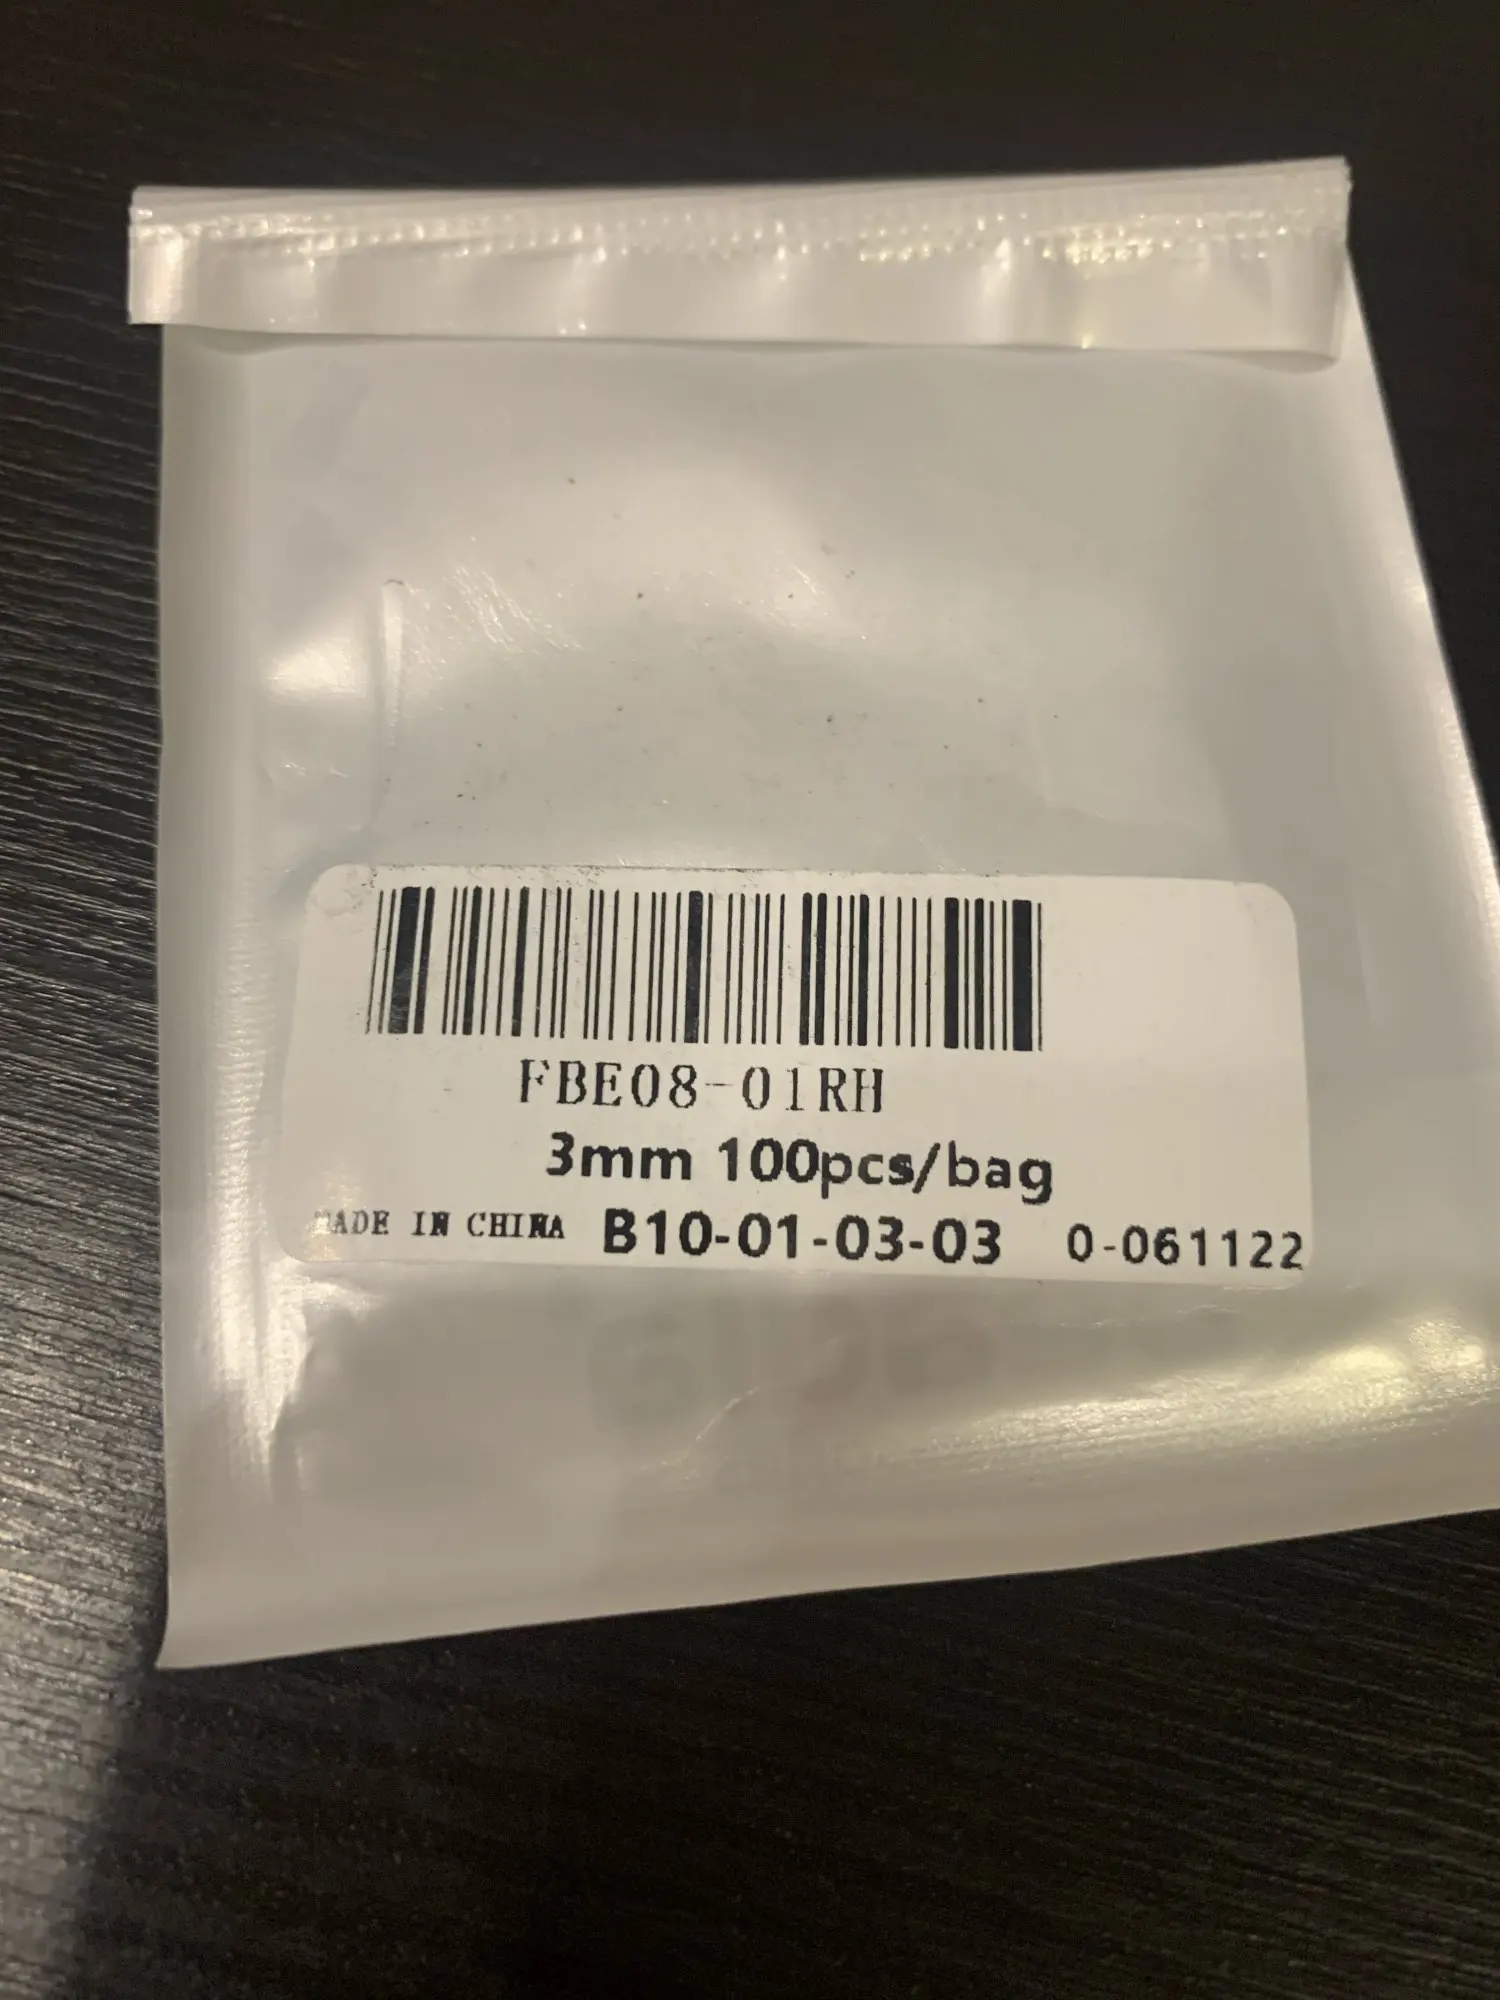 FBE08-01RH
3mm 100pcs/bag
MADE IN CHINA B10-01-03-03 0-061122